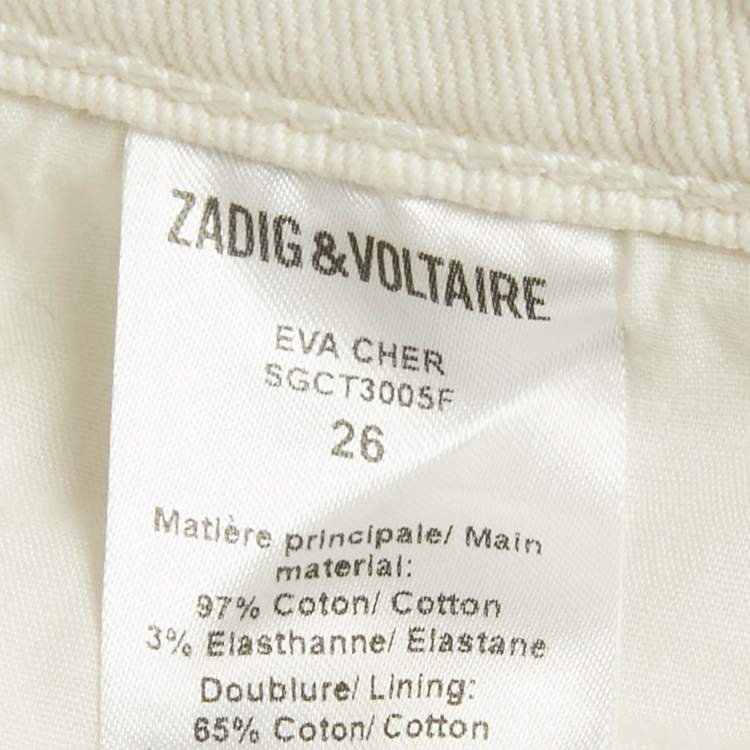 ZADIG & VOLTAIRE
EVA CHER
SGCT3005F
26
Matière principale/ Main
material:
97% Coton/ Cotton
3% Elasthanne/ Elastane
Doublure/ Lining:
65% Coton/ Cotton